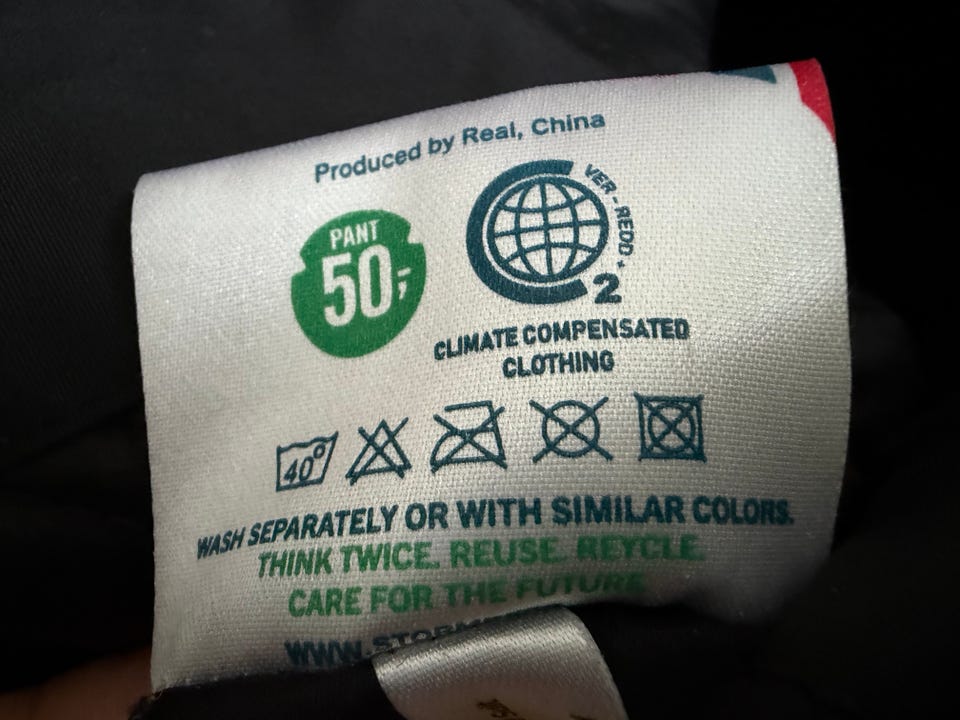 Produced by Real, China
PANT
50,-
VER - REDD+
2
CLIMATE COMPENSATED
CLOTHING
40°
WASH SEPARATELY OR WITH SIMILAR COLORS.
THINK TWICE. REUSE. REYCLE.
CARE FOR THE FUTURE